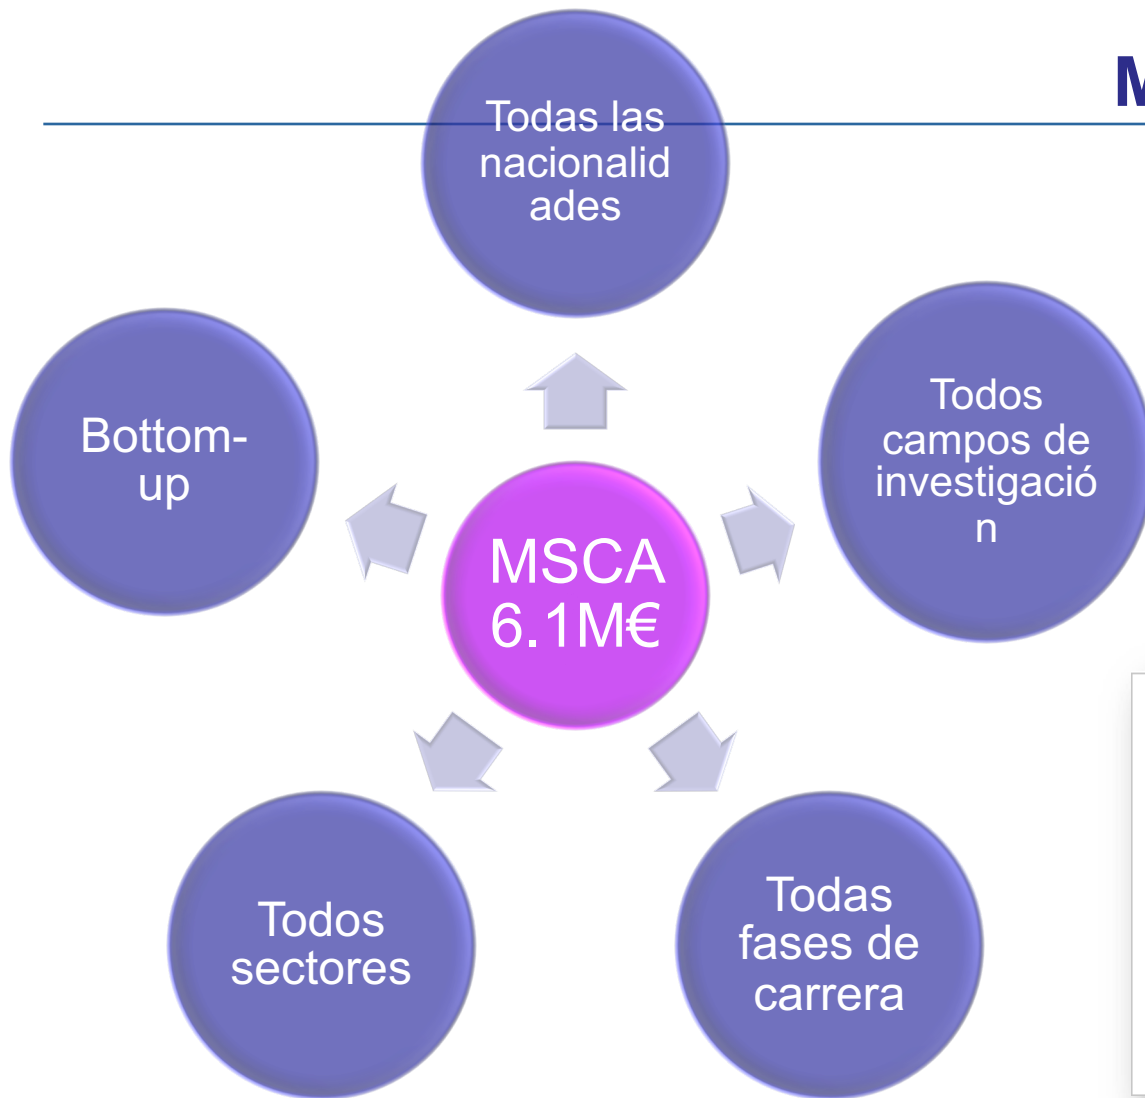 M
Todas las
nacionalid
ades
Todos
campos de
investigació
n
Bottom-
up
MSCA
6.1M€
Todos
sectores
Todas
fases de
carrera